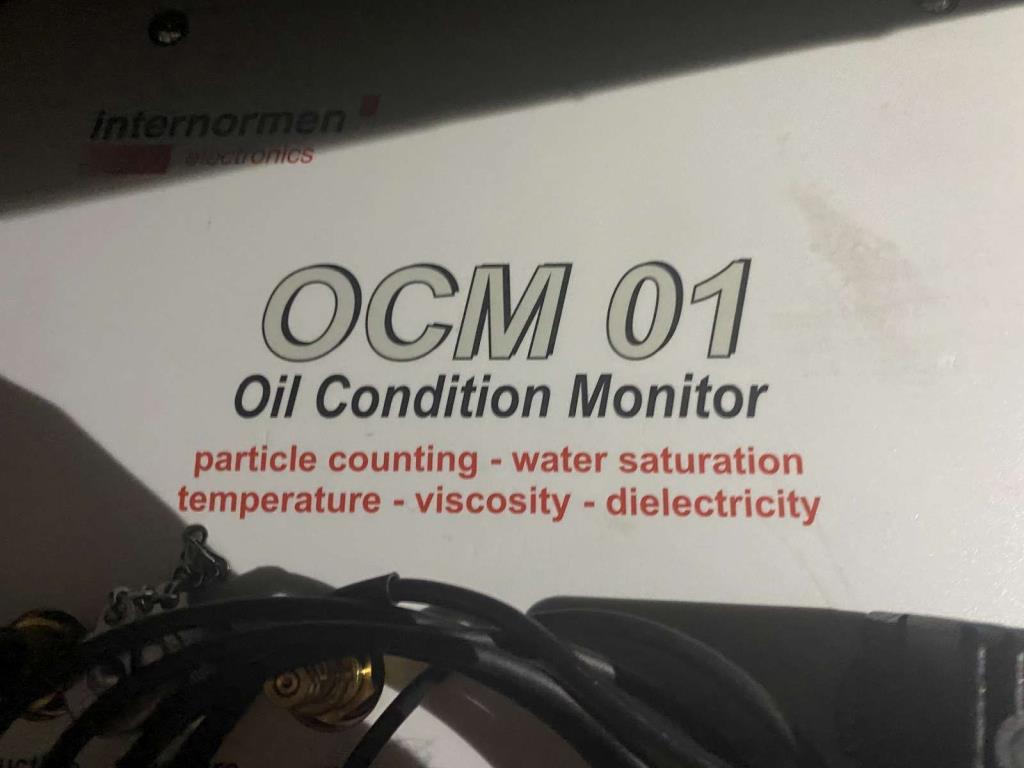 internormen
electronics
OCM 01
Oil Condition Monitor
particle counting - water saturation
temperature - viscosity - dielectricity